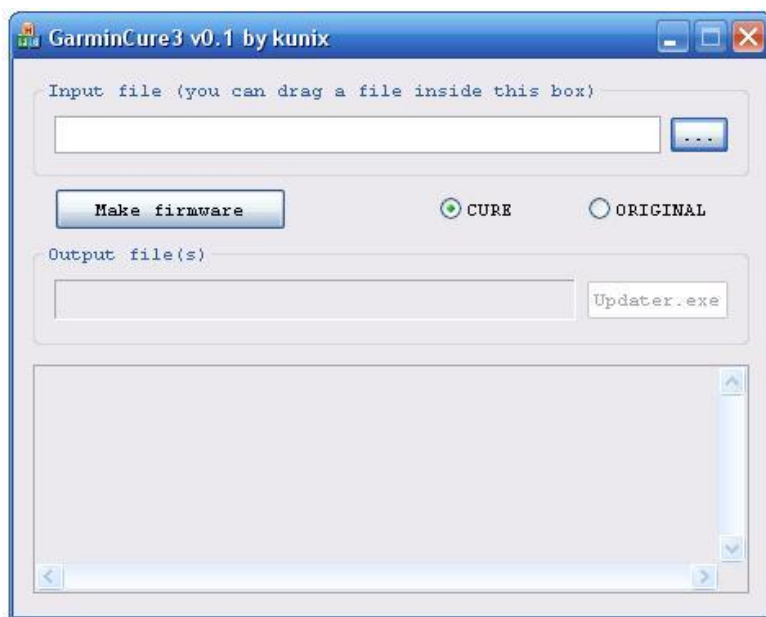 GarminCure3 v0.1 by kunix
Input file (you can drag a file inside this box)
...
Make firmware
CURE
ORIGINAL
Output file(s)
Updater.exe